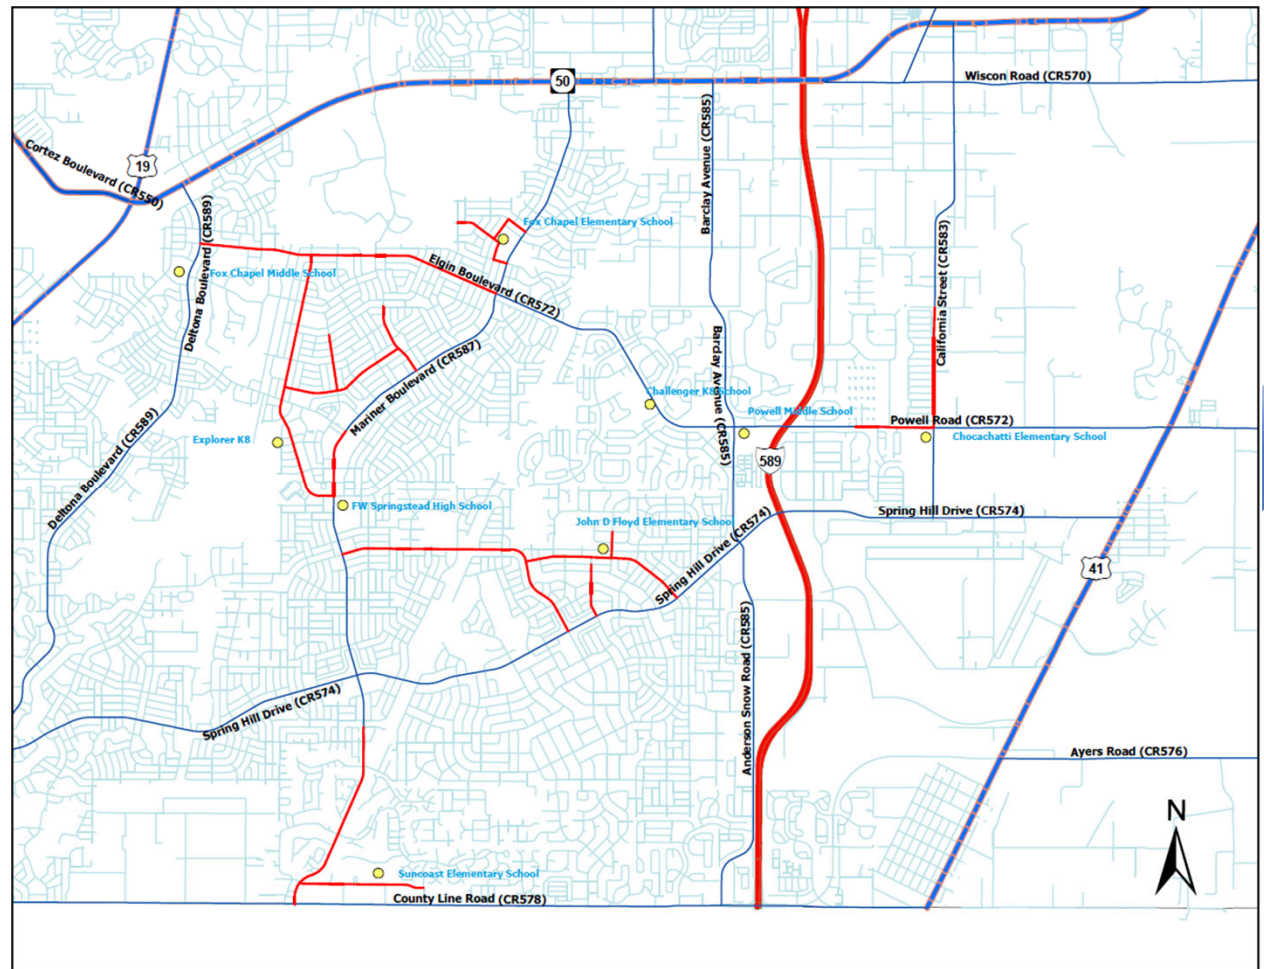 Wiscon Road (CR570)
50
Barclay Avenue (CR585)
Cortez Boulevard (CR550)
19
Deltona Boulevard (CR589)
Fox Chapel Elementary School
California Street (CR583)
Elgin Boulevard (CR572)
Fox Chapel Middle School
Barclay Avenue (CR585)
Mariner Boulevard (CR587)
Challenger K8 School
Powell Middle School
Powell Road (CR572)
Chocachatti Elementary School
Explorer K8
Deltona Boulevard (CR589)
589
FW Springstead High School
Spring Hill Drive (CR574)
John D Floyd Elementary School
Spring Hill Drive (CR574)
41
Anderson Snow Road (CR585)
Spring Hill Drive (CR574)
Ayers Road (CR576)
N
Suncoast Elementary School
County Line Road (CR578)